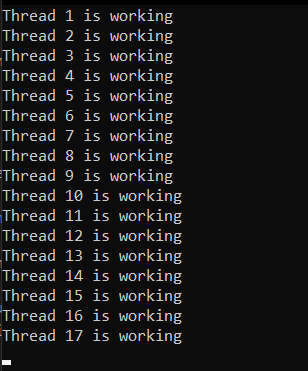 Thread 1 is working
Thread 2 is working
Thread 3 is working
Thread 4 is working
Thread 5 is working
Thread 6 is working
Thread 7 is working
Thread 8 is working
Thread 9 is working
Thread 10 is working
Thread 11 is working
Thread 12 is working
Thread 13 is working
Thread 14 is working
Thread 15 is working
Thread 16 is working
Thread 17 is working